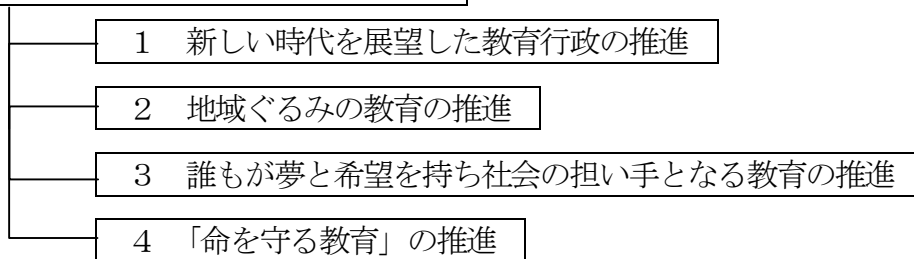 １　新しい時代を展望した教育行政の推進
２　地域ぐるみの教育の推進
３　誰もが夢と希望を持ち社会の担い手となる教育の推進
４　「命を守る教育」の推進